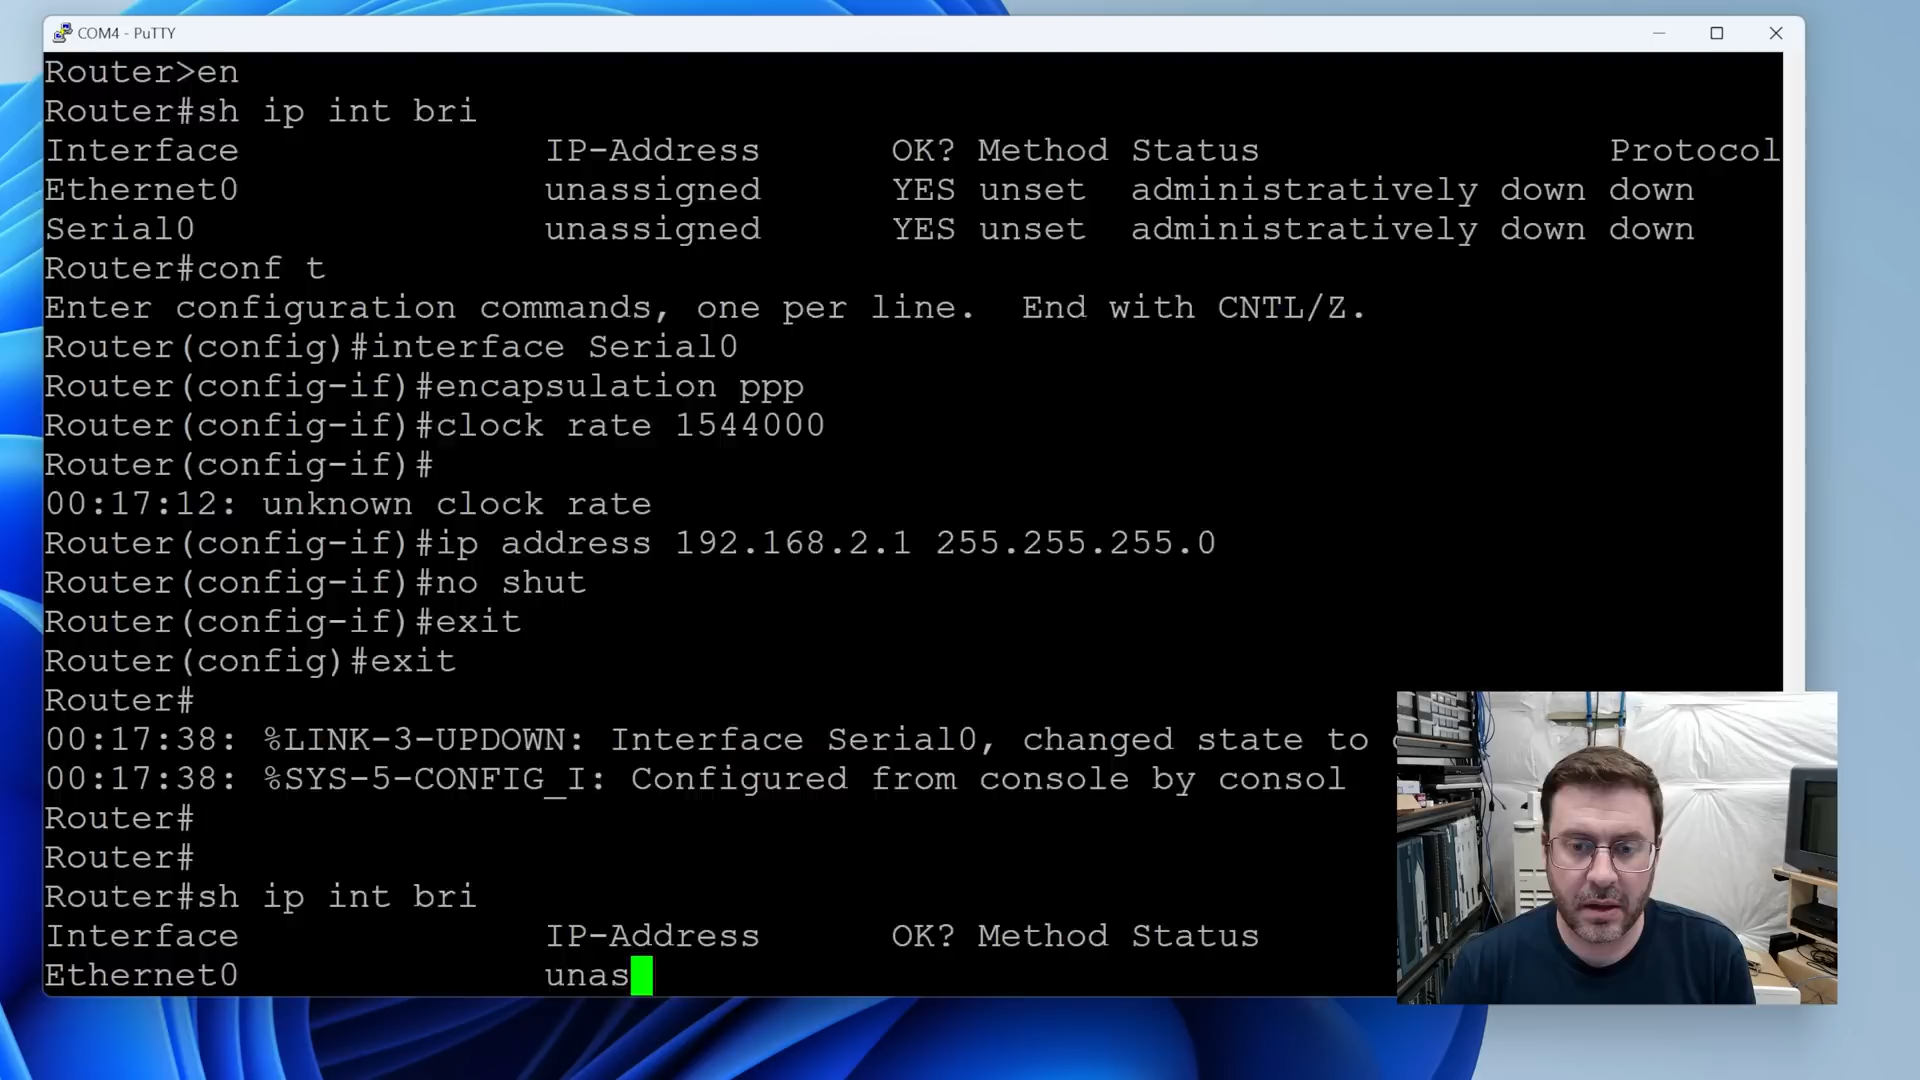 COM4 - PuTTY
Router>en
Router#sh ip int bri
Interface IP-Address OK? Method Status Protocol
Ethernet0 unassigned YES unset administratively down down
Serial0 unassigned YES unset administratively down down
Router#conf t
Enter configuration commands, one per line. End with CNTL/Z.
Router(config)#interface Serial0
Router(config-if)#encapsulation ppp
Router(config-if)#clock rate 1544000
Router(config-if)#
00:17:12: unknown clock rate
Router(config-if)#ip address 192.168.2.1 255.255.255.0
Router(config-if)#no shut
Router(config-if)#exit
Router(config)#exit
Router#
00:17:38: %LINK-3-UPDOWN: Interface Serial0, changed state to
00:17:38: %SYS-5-CONFIG_I: Configured from console by consol
Router#
Router#
Router#sh ip int bri
Interface IP-Address OK? Method Status
Ethernet0 unas